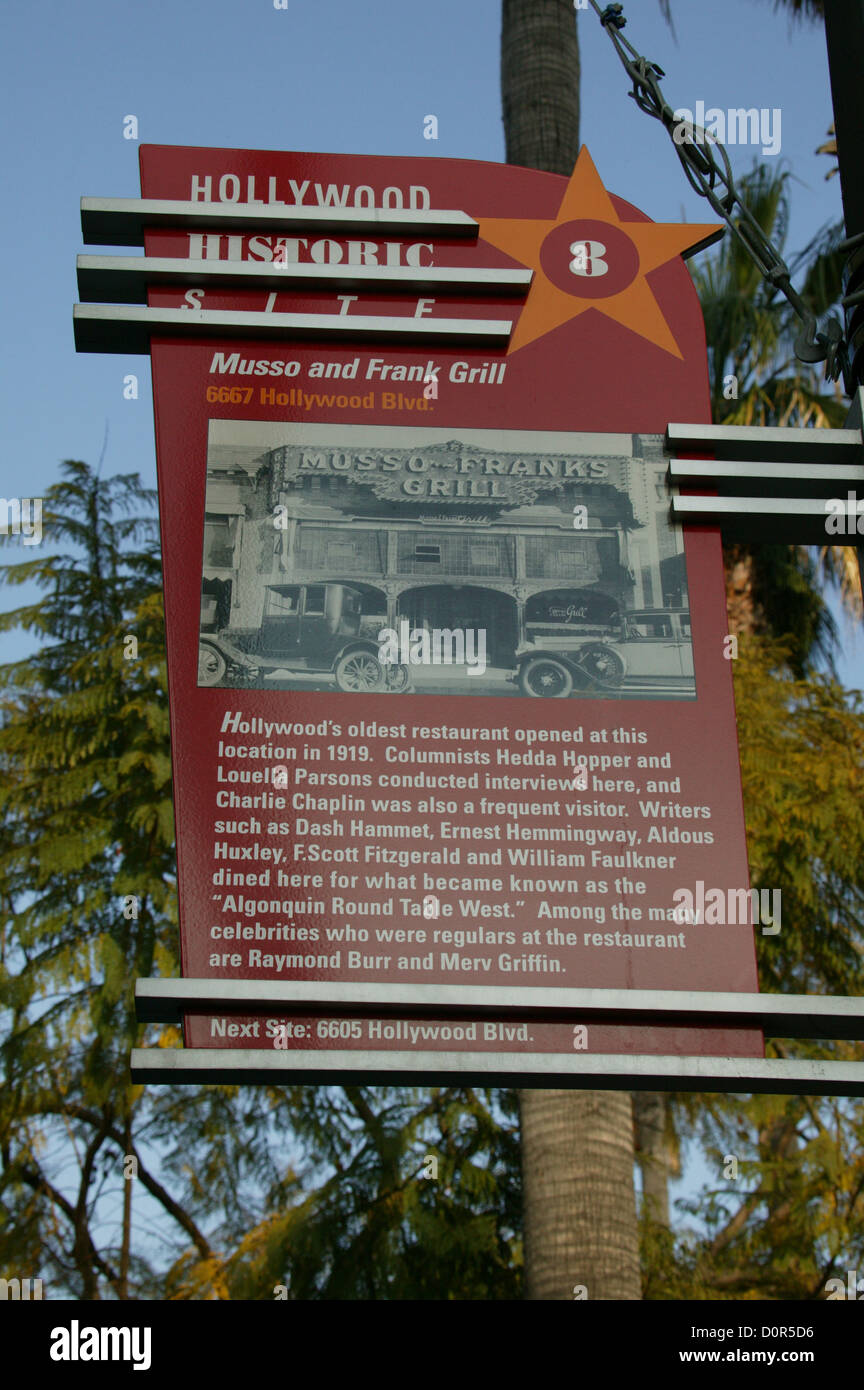 HOLLYWOOD
HISTORIC
SITE
8
Musso and Frank Grill
6667 Hollywood Blvd.
MUSSO-FRANKS
GRILL
Grill
Hollywood's oldest restaurant opened at this
location in 1919. Columnists Hedda Hopper and
Louella Parsons conducted interviews here, and
Charlie Chaplin was also a frequent visitor. Writers
such as Dash Hammet, Ernest Hemmingway, Aldous
Huxley, F.Scott Fitzgerald and William Faulkner
dined here for what became known as the
"Algonquin Round Table West." Among the many
celebrities who were regulars at the restaurant
are Raymond Burr and Merv Griffin.
Next Site: 6605 Hollywood Blvd.
alamy stock photo
D0R5D6
www.alamy.com